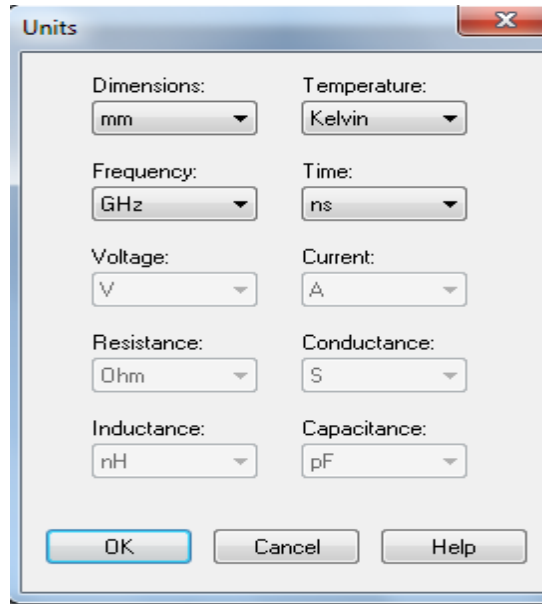 Units
Dimensions: Temperature:
mm Kelvin
Frequency: Time:
GHz ns
Voltage: Current:
V A
Resistance: Conductance:
Ohm S
Inductance: Capacitance:
nH pF
OK Cancel Help